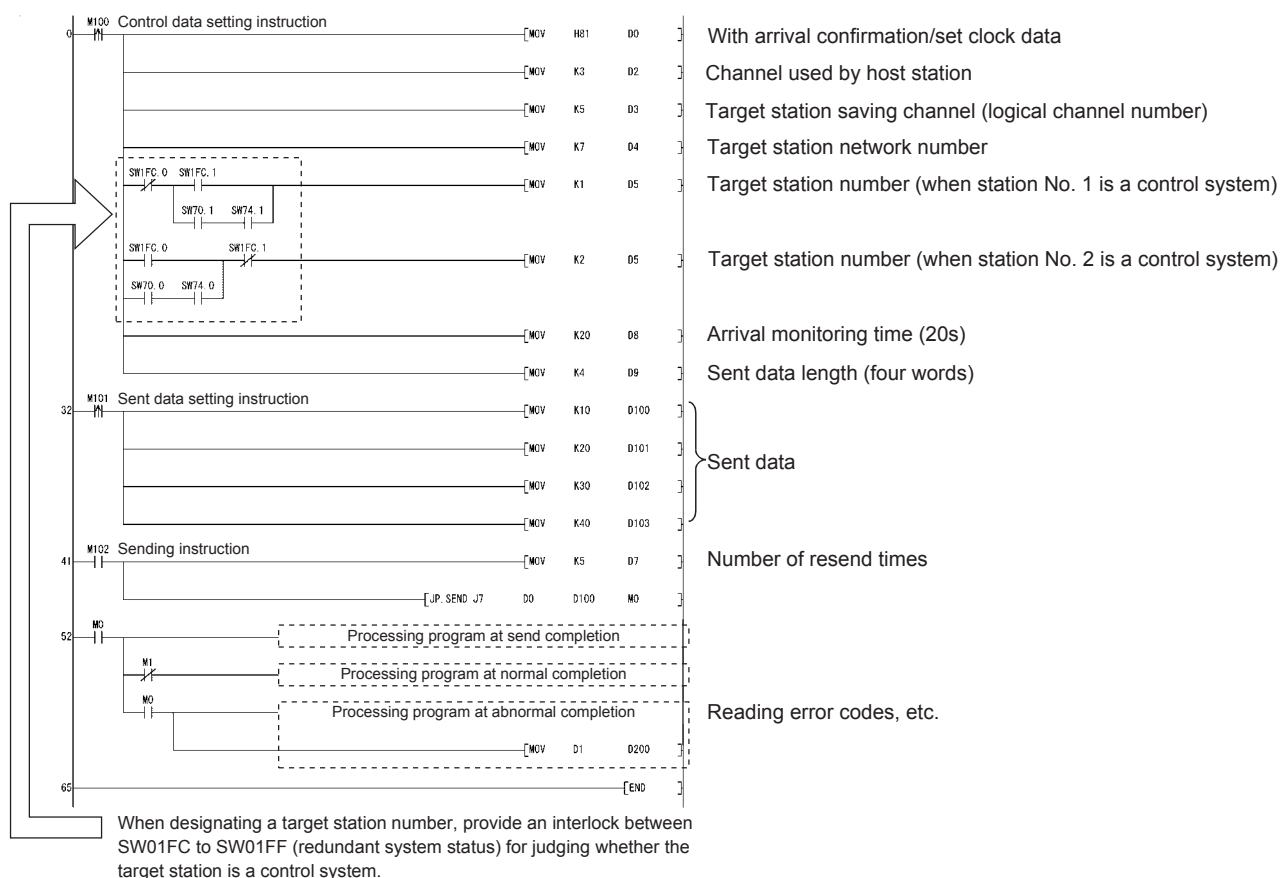 M100 Control data setting instruction
0 [MOV H81 D0 ] With arrival confirmation/set clock data
[MOV K3 D2 ] Channel used by host station
[MOV K5 D3 ] Target station saving channel (logical channel number)
[MOV K7 D4 ] Target station network number
SW1FC.0 SW1FC.1
[MOV K1 D5 ] Target station number (when station No. 1 is a control system)
SW70.1 SW74.1
SW1FC.0 SW1FC.1
[MOV K2 D5 ] Target station number (when station No. 2 is a control system)
SW70.0 SW74.0
[MOV K20 D8 ] Arrival monitoring time (20s)
[MOV K4 D9 ] Sent data length (four words)
M101 Sent data setting instruction
32 [MOV K10 D100 ]
[MOV K20 D101 ]
Sent data
[MOV K30 D102 ]
[MOV K40 D103 ]
M102 Sending instruction
41 [MOV K5 D7 ] Number of resend times
[JP.SEND J7 D0 D100 M0 ]
M0
52 Processing program at send completion
M1
Processing program at normal completion
M0
Processing program at abnormal completion Reading error codes, etc.
[MOV D1 D200 ]
65 [END ]
When designating a target station number, provide an interlock between
SW01FC to SW01FF (redundant system status) for judging whether the
target station is a control system.